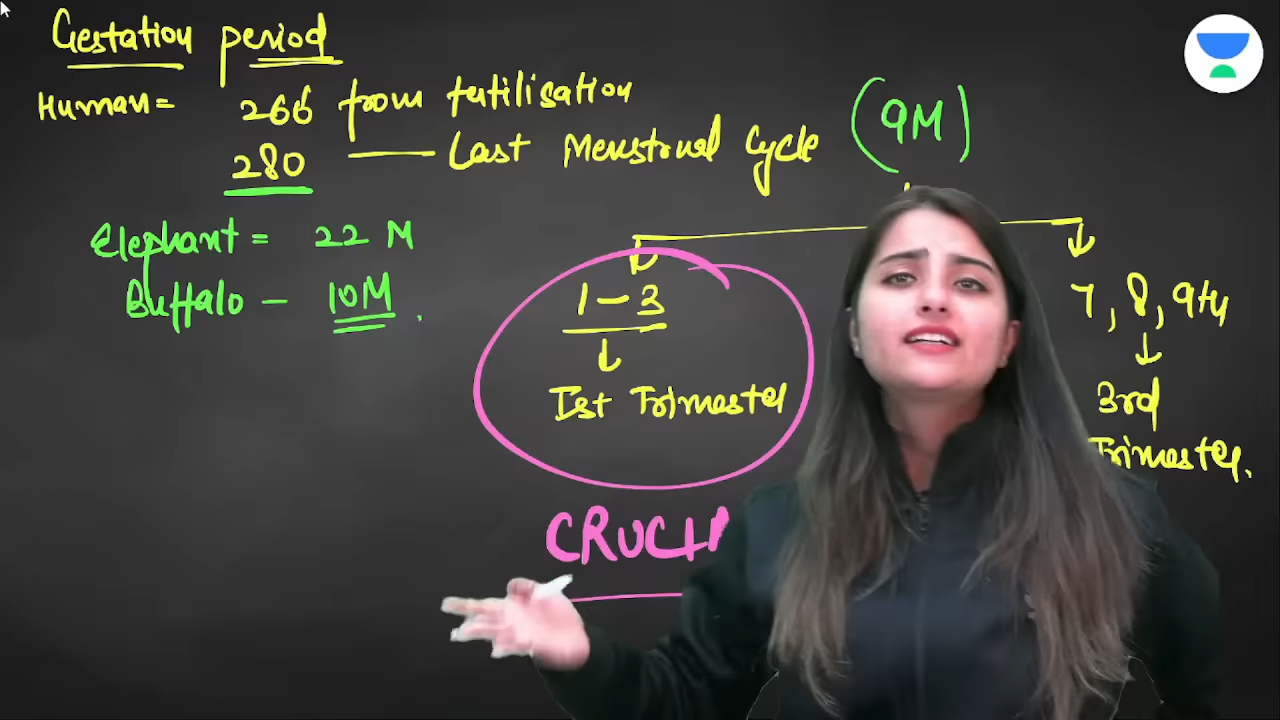 Gestation period
Human = 266 from fertilisation
280 — Last Menstrual Cycle (9M)
Elephant = 22 M
Buffalo - 10M.
1-3
Ist Trimester
7, 8, 9th
3rd
Trimester.
CRUCIA